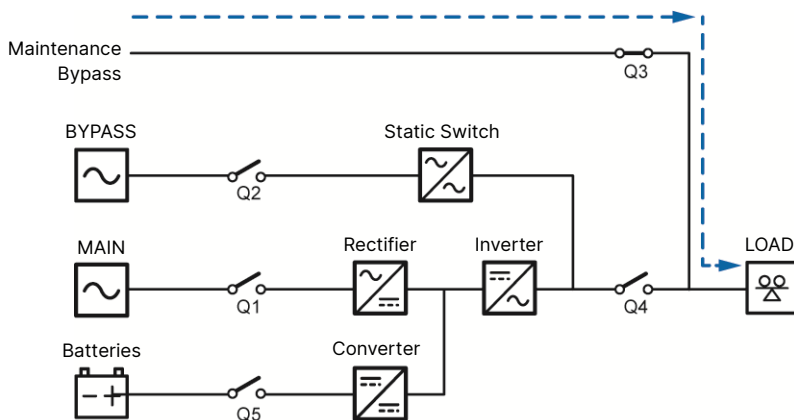 Maintenance
Bypass
Q3
BYPASS
Static Switch
Q2
MAIN
Rectifier
Inverter
LOAD
Q1
Q4
Batteries
Converter
Q5